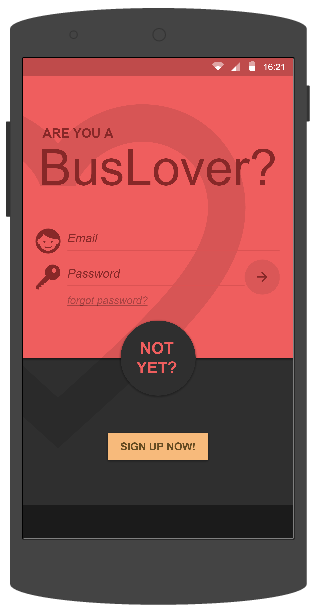 16:21
ARE YOU A
BusLover?
Email
Password
forgot password?
NOT
YET?
SIGN UP NOW!